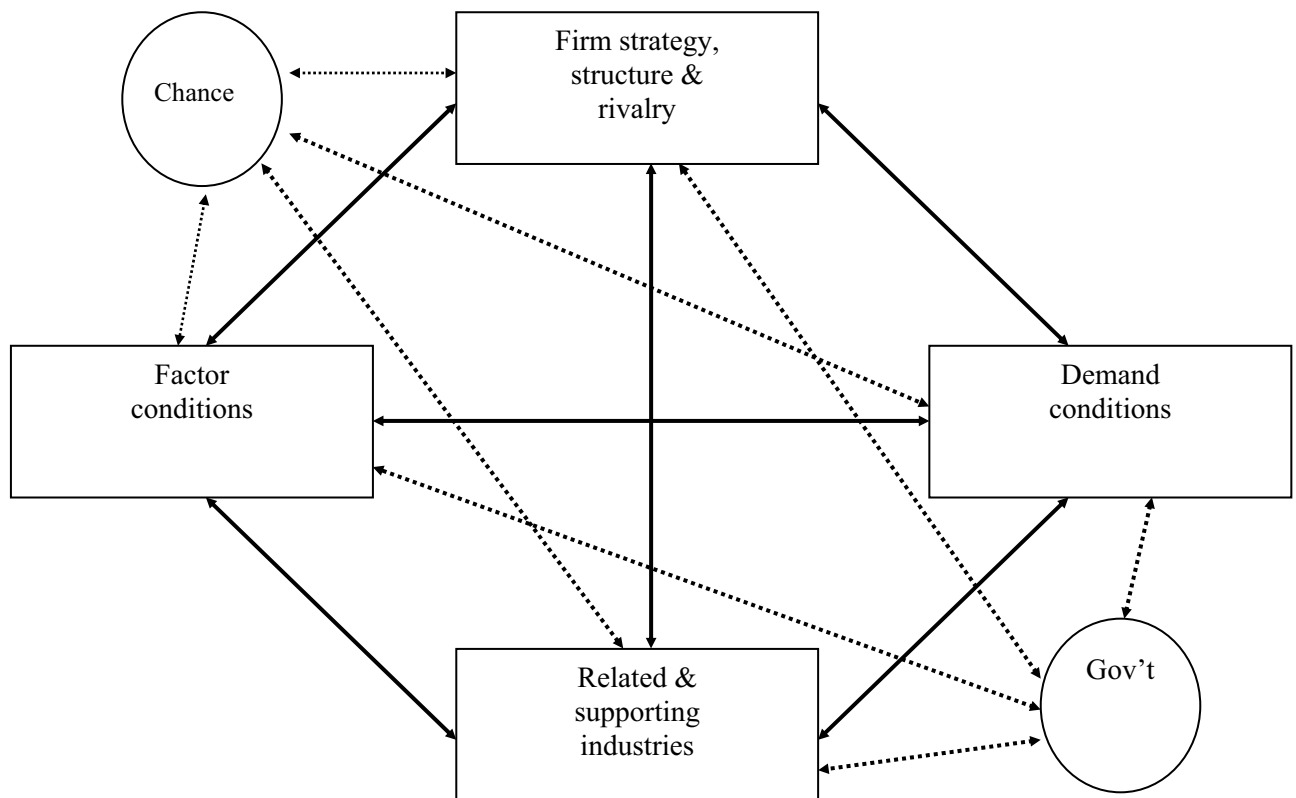 Firm strategy,
structure &
rivalry
Chance
Factor
conditions
Demand
conditions
Related &
supporting
industries
Gov’t